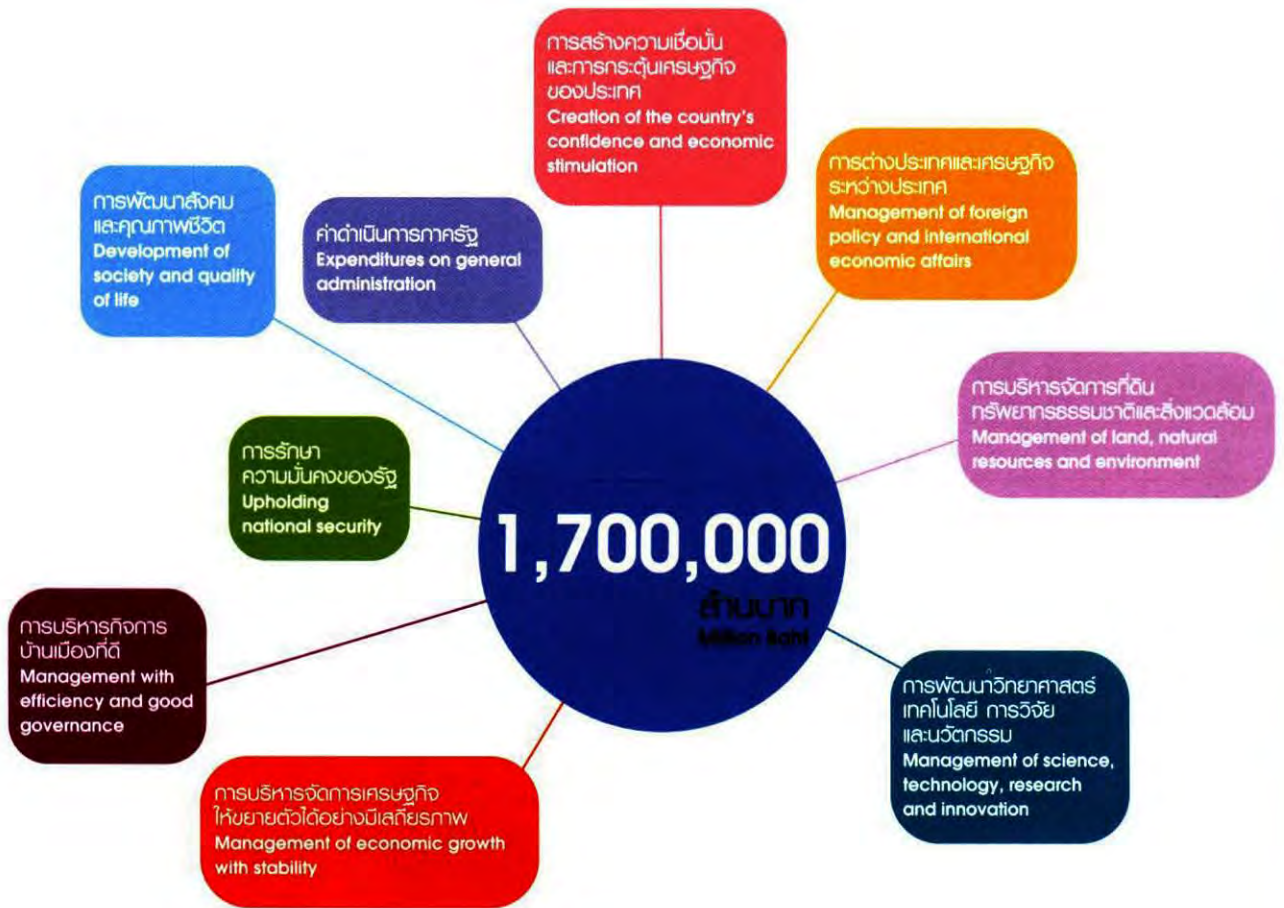 การสร้างความเชื่อมั่น
และการกระตุ้นเศรษฐกิจ
ของประเทศ
Creation of the country's
confidence and economic
stimulation
การต่างประเทศและเศรษฐกิจ
ระหว่างประเทศ
Management of foreign
policy and international
economic affairs
การพัฒนาสังคม
และคุณภาพชีวิต
Development of
society and quality
of life
ค่าดำเนินการภาครัฐ
Expenditures on general
administration
การบริหารจัดการที่ดิน
ทรัพยากรธรรมชาติและสิ่งแวดล้อม
Management of land, natural
resources and environment
การรักษา
ความมั่นคงของรัฐ
Upholding
national security
1,700,000
ล้านบาท
Million Baht
การบริหารกิจการ
บ้านเมืองที่ดี
Management with
efficiency and good
governance
การพัฒนาวิทยาศาสตร์
เทคโนโลยี การวิจัย
และนวัตกรรม
Management of science,
technology, research
and innovation
การบริหารจัดการเศรษฐกิจ
ให้ขยายตัวได้อย่างมีเสถียรภาพ
Management of economic growth
with stability